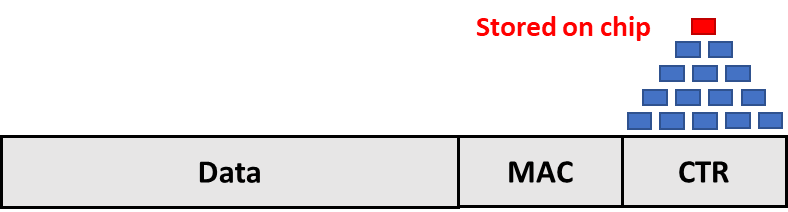 Stored on chip
Data
MAC
CTR